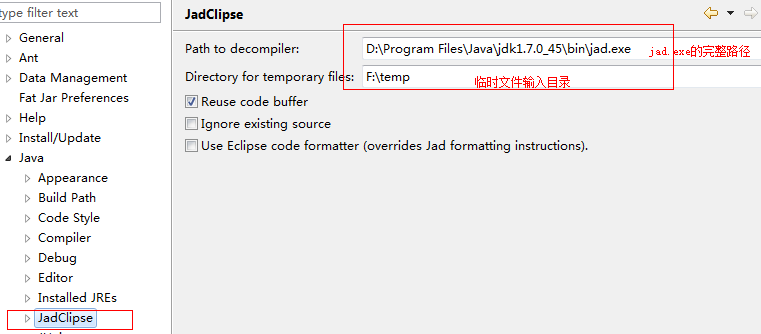 type filter text
General
Ant
Data Management
Fat Jar Preferences
Help
Install/Update
Java
Appearance
Build Path
Code Style
Compiler
Debug
Editor
Installed JREs
JadClipse
JadClipse
Path to decompiler:
D:\Program Files\Java\jdk1.7.0_45\bin\jad.exe
jad.exe的完整路径
Directory for temporary files:
F:\temp
临时文件输入目录
Reuse code buffer
Ignore existing source
Use Eclipse code formatter (overrides Jad formatting instructions).